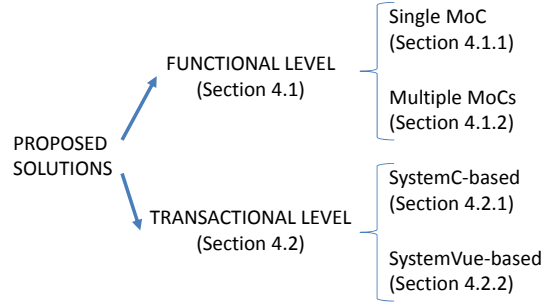 PROPOSED
SOLUTIONS
FUNCTIONAL LEVEL
(Section 4.1)
Single MoC
(Section 4.1.1)
Multiple MoCs
(Section 4.1.2)
TRANSACTIONAL LEVEL
(Section 4.2)
SystemC-based
(Section 4.2.1)
SystemVue-based
(Section 4.2.2)